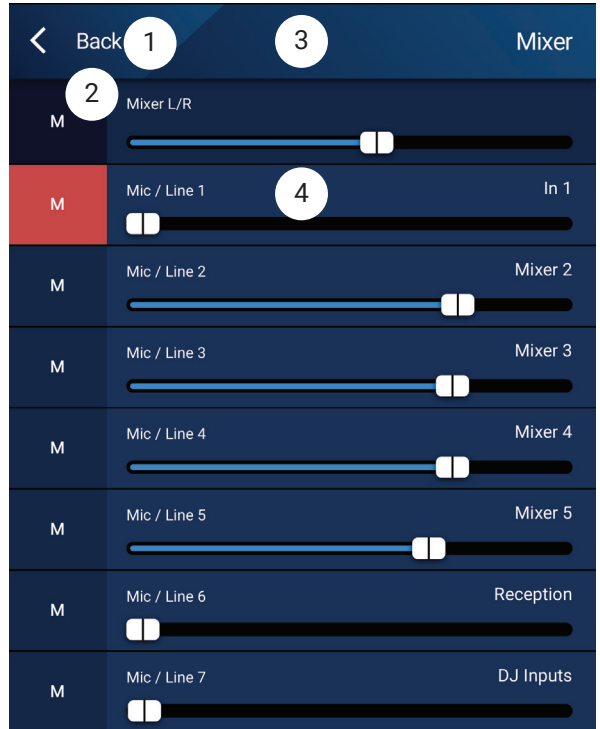 Back 1 3 Mixer
2
M Mixer L/R
M Mic / Line 1 4 In 1
M Mic / Line 2 Mixer 2
M Mic / Line 3 Mixer 3
M Mic / Line 4 Mixer 4
M Mic / Line 5 Mixer 5
M Mic / Line 6 Reception
M Mic / Line 7 DJ Inputs